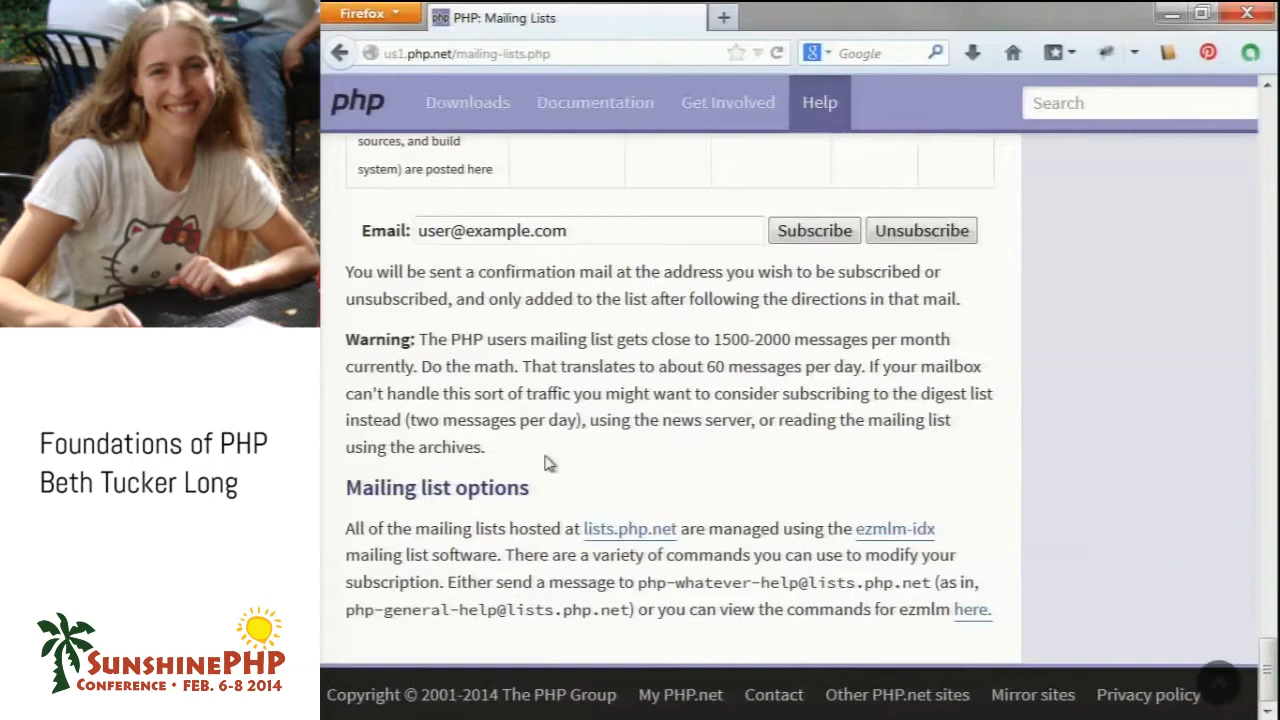 Firefox
PHP: Mailing Lists
us1.php.net/mailing-lists.php
Google
php
Downloads
Documentation
Get Involved
Help
Search
sources, and build
system) are posted here
Email: user@example.com Subscribe Unsubscribe
You will be sent a confirmation mail at the address you wish to be subscribed or
unsubscribed, and only added to the list after following the directions in that mail.
Warning: The PHP users mailing list gets close to 1500-2000 messages per month
currently. Do the math. That translates to about 60 messages per day. If your mailbox
can't handle this sort of traffic you might want to consider subscribing to the digest list
instead (two messages per day), using the news server, or reading the mailing list
using the archives.
Mailing list options
All of the mailing lists hosted at lists.php.net are managed using the ezmlm-idx
mailing list software. There are a variety of commands you can use to modify your
subscription. Either send a message to php-whatever-help@lists.php.net (as in,
php-general-help@lists.php.net) or you can view the commands for ezmlm here.
Copyright © 2001-2014 The PHP Group
My PHP.net
Contact
Other PHP.net sites
Mirror sites
Privacy policy
Foundations of PHP
Beth Tucker Long
SunshinePHP
Conference • Feb. 6-8 2014